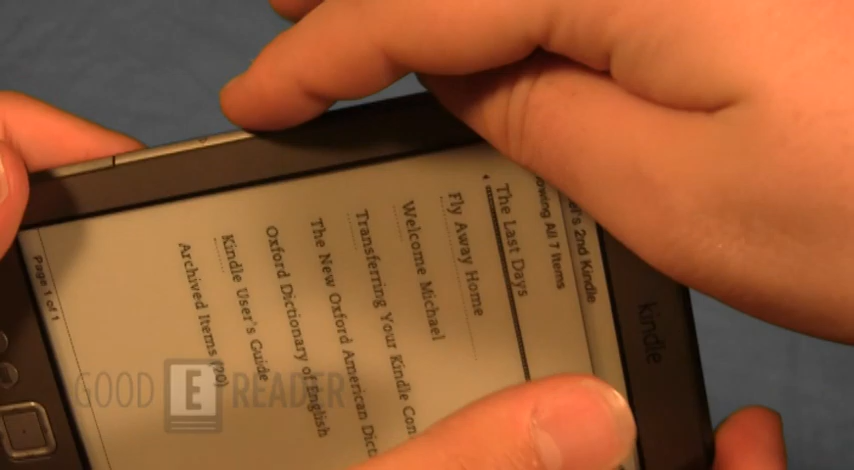 kindle
's 2nd Kindle
owing All 7 Items
The Last Days
Fly Away Home
Welcome Michael
Transferring Your Kindle Con
The New Oxford American Dict
Oxford Dictionary of English
Kindle User's Guide
Archived Items (20)
Page 1 of 1
GOOD E READER